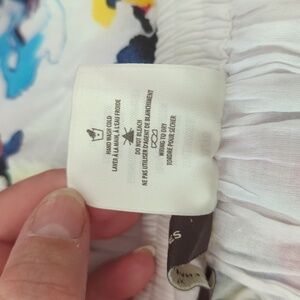 HAND WASH COLD
LAVER À LA MAIN, À L'EAU FROIDE
DO NOT BLEACH
NE PAS UTILISER D'AGENT DE BLANCHIMENT
WRING TO DRY
TORDRE POUR SÉCHER